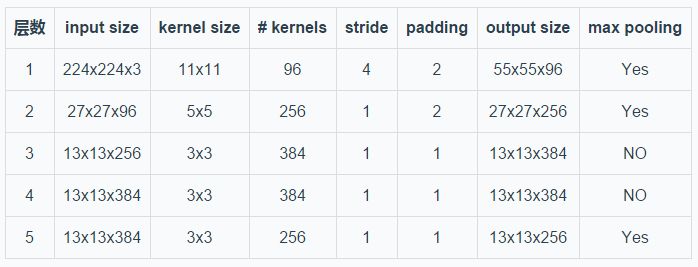 层数 input size kernel size # kernels stride padding output size max pooling
1 224x224x3 11x11 96 4 2 55x55x96 Yes
2 27x27x96 5x5 256 1 2 27x27x256 Yes
3 13x13x256 3x3 384 1 1 13x13x384 NO
4 13x13x384 3x3 384 1 1 13x13x384 NO
5 13x13x384 3x3 256 1 1 13x13x256 Yes